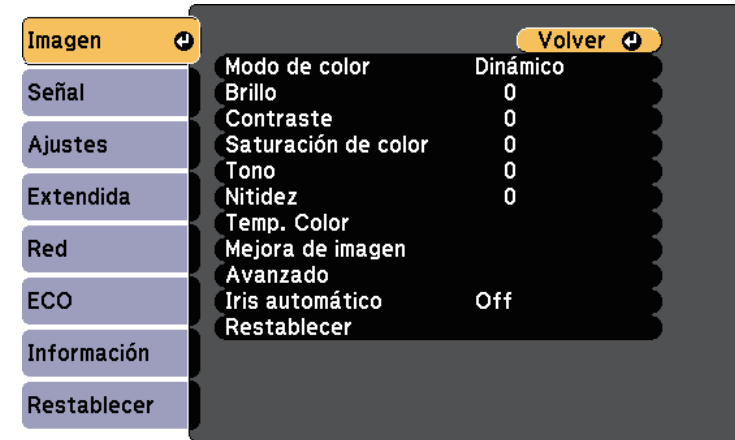 Imagen
Señal
Ajustes
Extendida
Red
ECO
Información
Restablecer
Volver
Modo de color Dinámico
Brillo 0
Contraste 0
Saturación de color 0
Tono 0
Nitidez 0
Temp. Color
Mejora de imagen
Avanzado
Iris automático Off
Restablecer